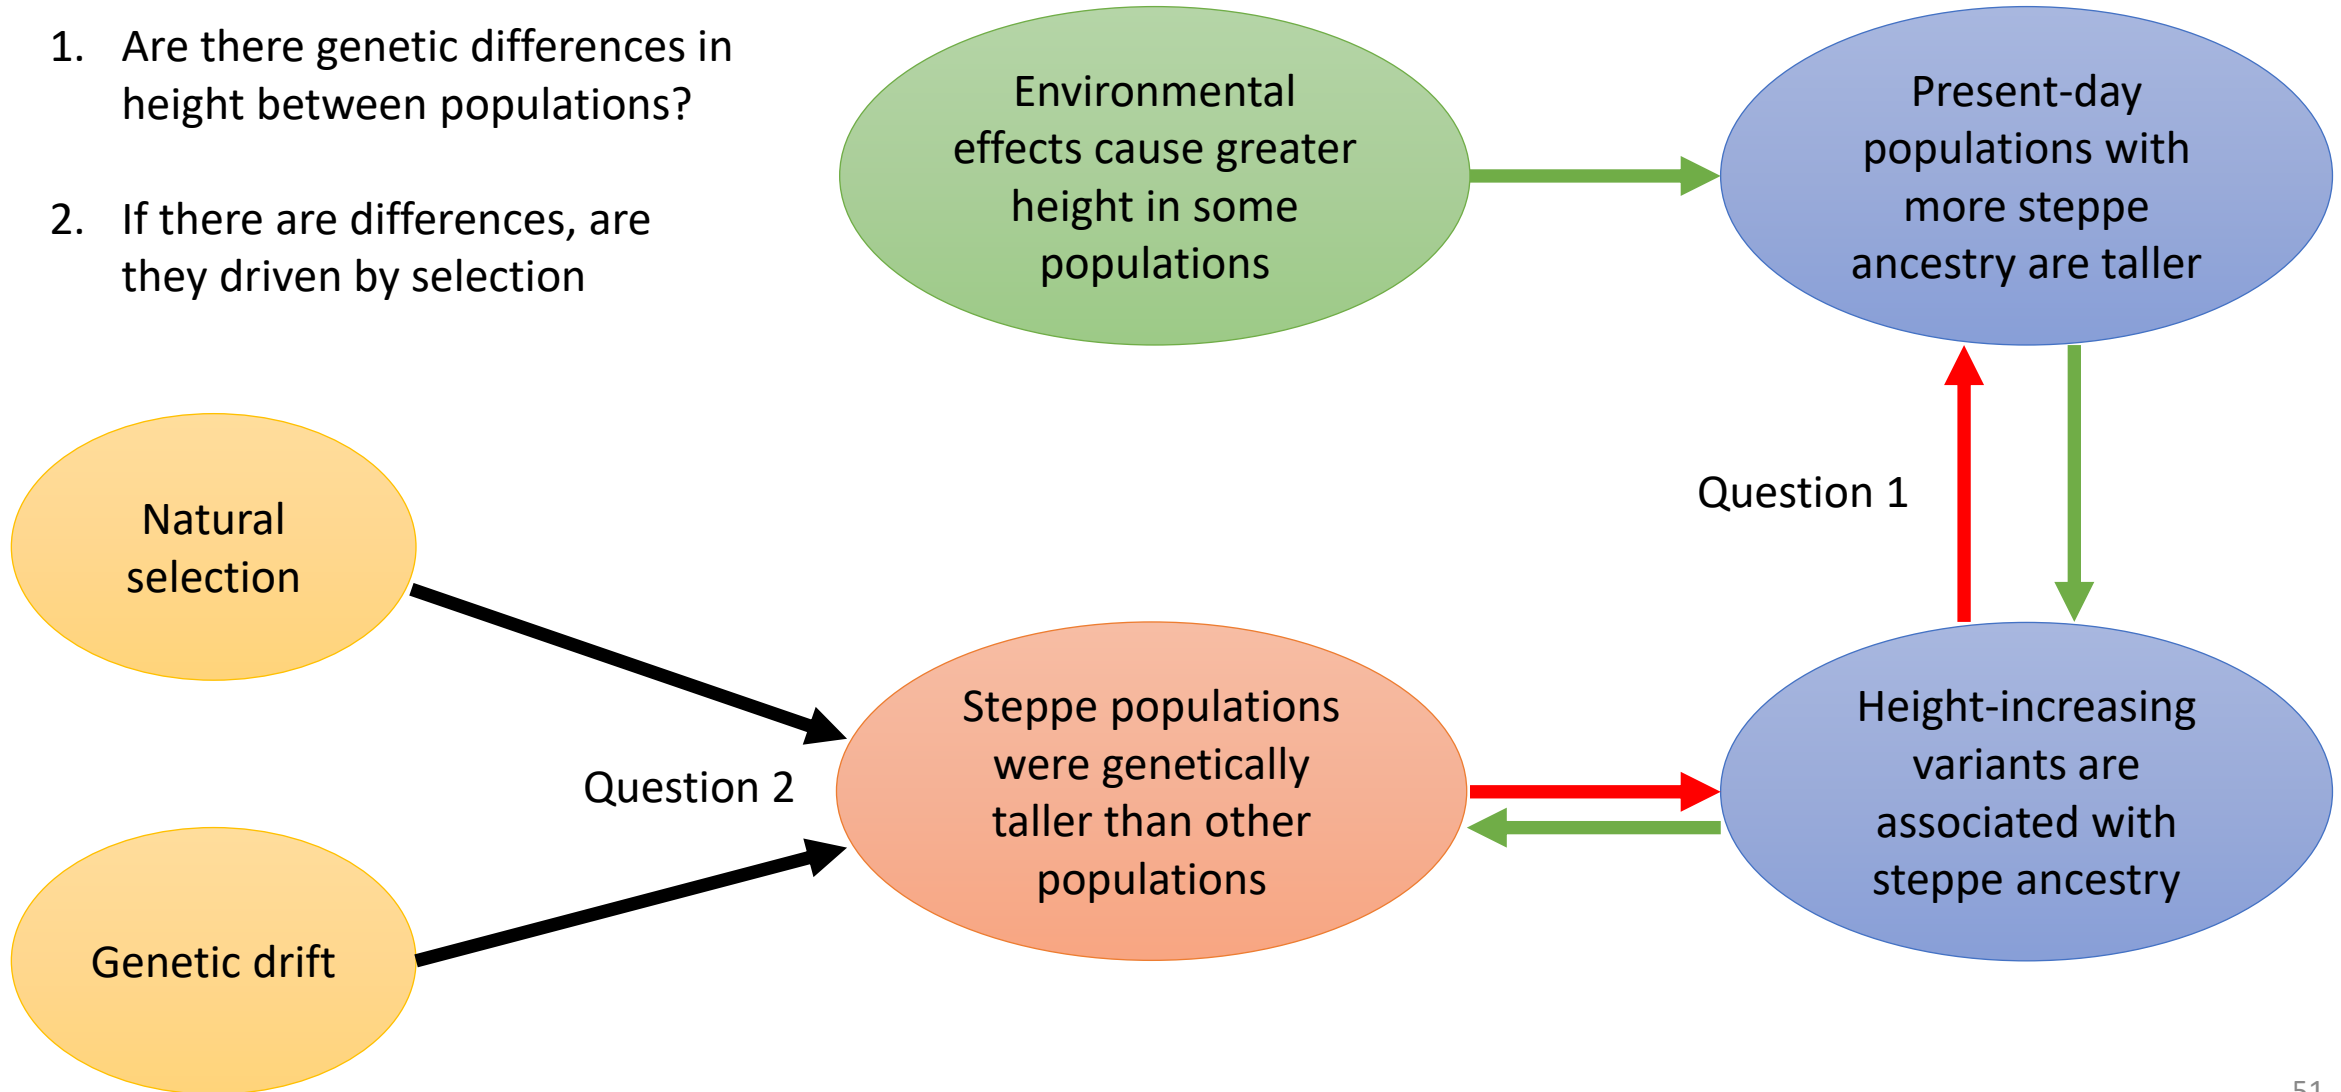 1. Are there genetic differences in
height between populations?
2. If there are differences, are
they driven by selection
Environmental
effects cause greater
height in some
populations
Present-day
populations with
more steppe
ancestry are taller
Question 1
Natural
selection
Question 2
Genetic drift
Steppe populations
were genetically
taller than other
populations
Height-increasing
variants are
associated with
steppe ancestry
51